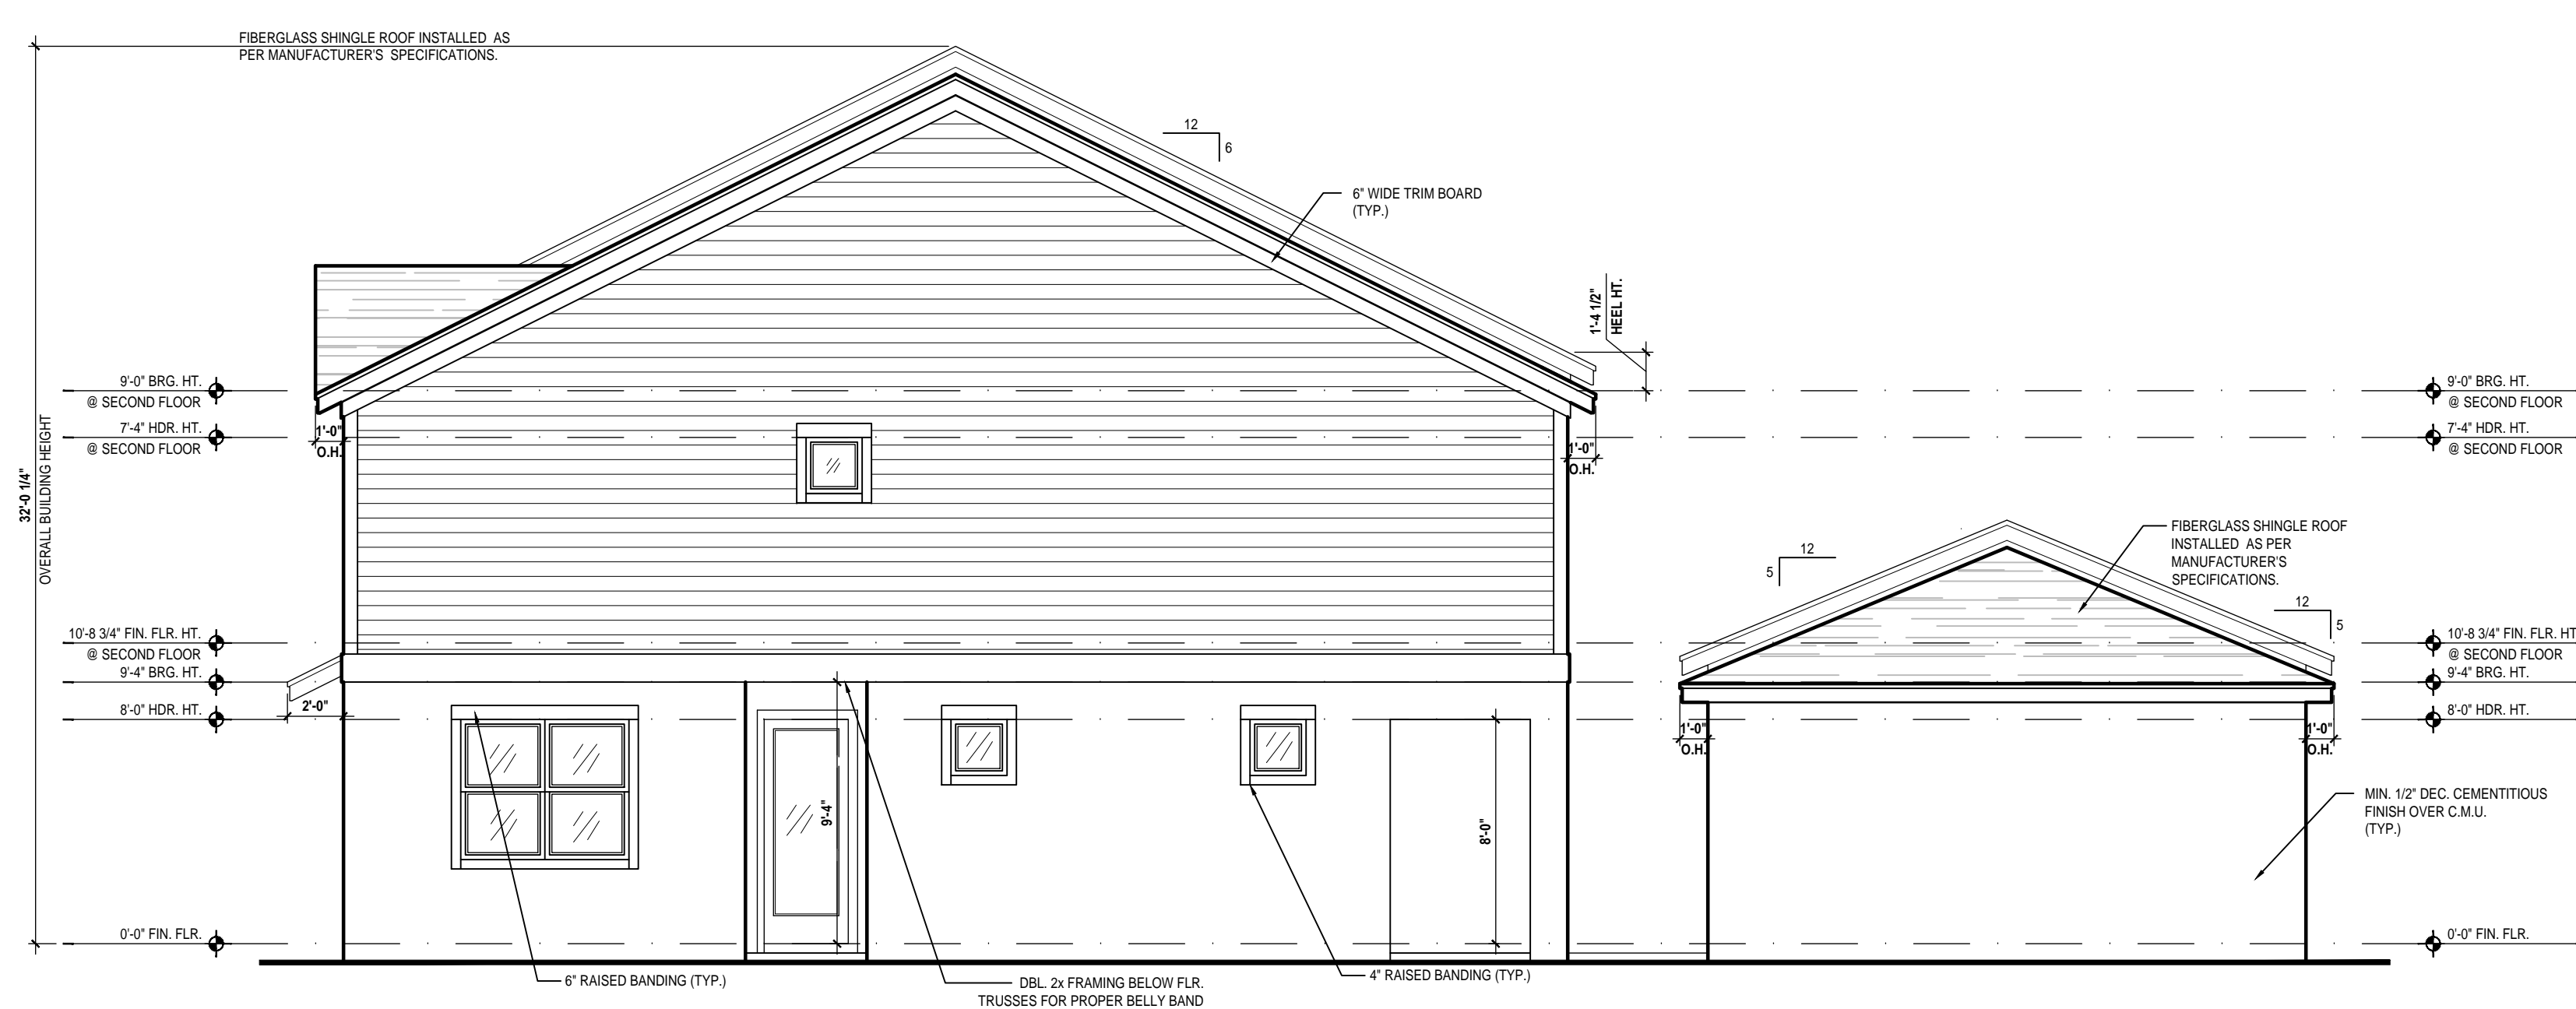 FIBERGLASS SHINGLE ROOF INSTALLED  AS
PER MANUFACTURER'S  SPECIFICATIONS.
12
6
6" WIDE TRIM BOARD
(TYP.)
1'-4 1/2"
HEEL HT.
9'-0" BRG. HT.
@ SECOND FLOOR
7'-4" HDR. HT.
@ SECOND FLOOR
1'-0"
O.H.
1'-0"
O.H.
9'-0" BRG. HT.
@ SECOND FLOOR
7'-4" HDR. HT.
@ SECOND FLOOR
32'-0 1/4"
OVERALL BUILDING HEIGHT
12
5
FIBERGLASS SHINGLE ROOF
INSTALLED  AS PER
MANUFACTURER'S
SPECIFICATIONS.
12
5
10'-8 3/4" FIN. FLR. HT.
@ SECOND FLOOR
9'-4" BRG. HT.
8'-0" HDR. HT.
2'-0"
10'-8 3/4" FIN. FLR. HT
@ SECOND FLOOR
9'-4" BRG. HT.
8'-0" HDR. HT.
1'-0"
O.H.
1'-0"
O.H.
9'-4"
8'-0"
MIN. 1/2" DEC. CEMENTITIOUS
FINISH OVER C.M.U.
(TYP.)
0'-0" FIN. FLR.
0'-0" FIN. FLR.
6" RAISED BANDING (TYP.)
DBL. 2x FRAMING BELOW FLR.
TRUSSES FOR PROPER BELLY BAND
4" RAISED BANDING (TYP.)